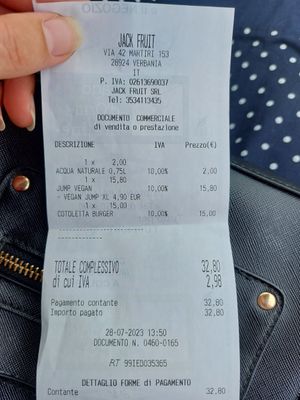 JACK FRUIT
VIA 42 MARTIRI 153
28924 VERBANIA
IT
P. IVA: 02613690037
JACK FRUIT SRL
Tel: 3534113435
DOCUMENTO COMMERCIALE
di vendita o prestazione
DESCRIZIONE IVA Prezzo(€)
1 x 2,00
ACQUA NATURALE 0,75L 10,00% 2,00
1 x 15,80
JUMP VEGAN 10,00% 15,80
- VEGAN JUMP XL 4,90 EUR
1 x 15,00
COTOLETTA BURGER 10,00% 15,00
TOTALE COMPLESSIVO 32,80
di cui IVA 2,98
Pagamento contante 32,80
Importo pagato 32,80
28-07-2023 13:50
DOCUMENTO N. 0460-0165
RT 99IEB035365
DETTAGLIO FORME di PAGAMENTO
Contante 32,80